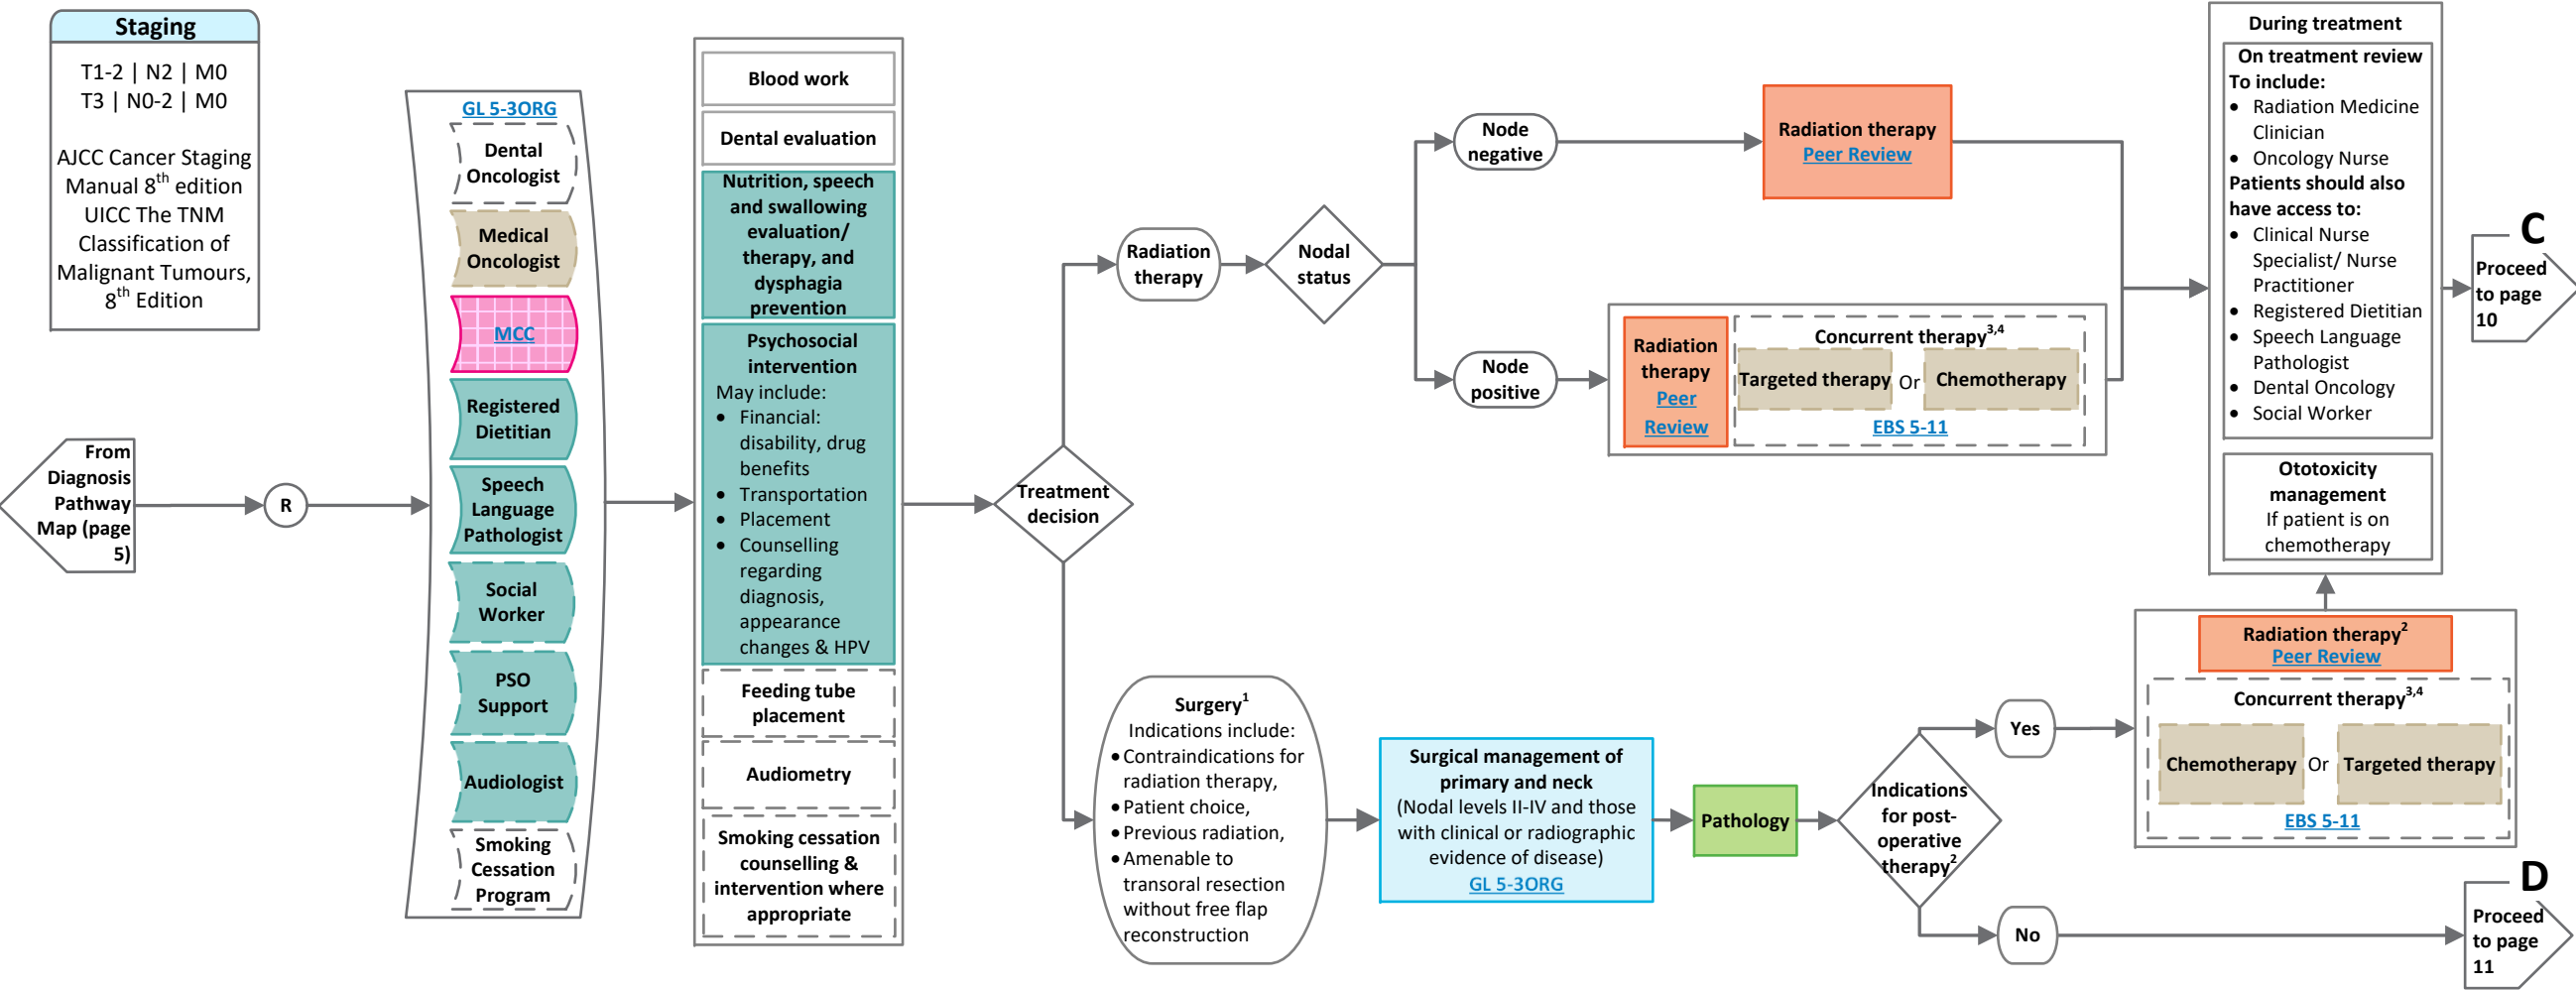 Staging
T1-2 | N2 | M0
T3 | N0-2 | M0
AJCC Cancer Staging
Manual 8th edition
UICC The TNM
Classification of
Malignant Tumours,
8th Edition
From
Diagnosis
Pathway
Map (page
5)
R
GL 5-3ORG
Dental
Oncologist
Medical
Oncologist
MCC
Registered
Dietitian
Speech
Language
Pathologist
Social
Worker
PSO
Support
Audiologist
Smoking
Cessation
Program
Blood work
Dental evaluation
Nutrition, speech
and swallowing
evaluation/
therapy, and
dysphagia
prevention
Psychosocial
intervention
May include:
• Financial:
disability, drug
benefits
• Transportation
• Placement
• Counselling
regarding
diagnosis,
appearance
changes & HPV
Feeding tube
placement
Audiometry
Smoking cessation
counselling &
intervention where
appropriate
Treatment
decision
Radiation
therapy
Nodal
status
Node
negative
Radiation therapy
Peer Review
Node
positive
Radiation
therapy
Peer
Review
Concurrent therapy3,4
Targeted therapy Or Chemotherapy
EBS 5-11
Surgery1
Indications include:
• Contraindications for
radiation therapy,
• Patient choice,
• Previous radiation,
• Amenable to
transoral resection
without free flap
reconstruction
Surgical management of
primary and neck
(Nodal levels II-IV and those
with clinical or radiographic
evidence of disease)
GL 5-3ORG
Pathology
Indications
for post-
operative
therapy2
Yes
No
Radiation therapy2
Peer Review
Concurrent therapy3,4
Chemotherapy Or Targeted therapy
EBS 5-11
During treatment
On treatment review
To include:
• Radiation Medicine
Clinician
• Oncology Nurse
Patients should also
have access to:
• Clinical Nurse
Specialist/ Nurse
Practitioner
• Registered Dietitian
• Speech Language
Pathologist
• Dental Oncology
• Social Worker
Ototoxicity
management
If patient is on
chemotherapy
C
Proceed
to page
10
D
Proceed
to page
11